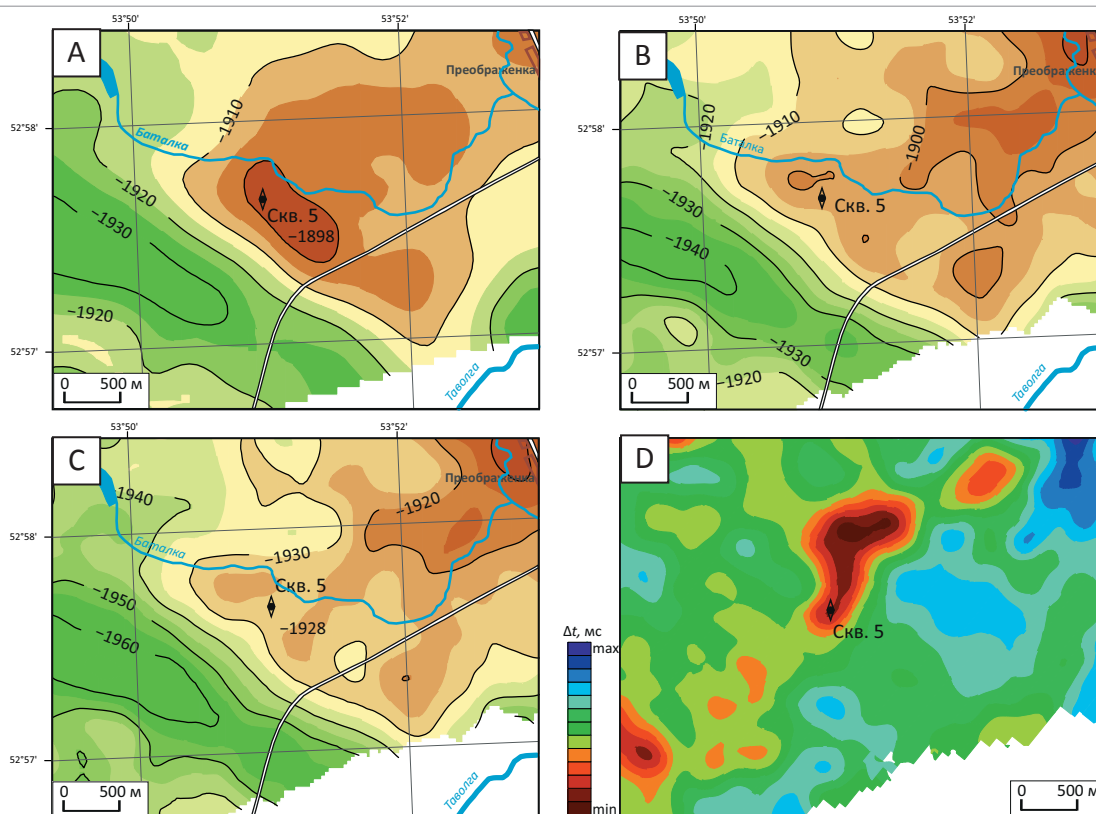 53°50'
53°52'
53°50'
53°52'
A
Преображенка
52°58'
−1910
Баталка
−1920
−1930
Скв. 5
−1898
−1920
52°57'
0 500 м
Таволга
B
Преображенк
52°58'
−1920
−1910
Баталка
−1900
−1930
Скв. 5
−1940
52°57'
−1930
−1920
0 500 м
Таволга
53°50'
53°52'
C
Преображенка
1940
−1920
52°58'
Баталка
−1930
Скв. 5
−1950
−1928
−1960
52°57'
0 500 м
Таволга
D
Скв. 5
Δt, мс
max
min
0 500 м